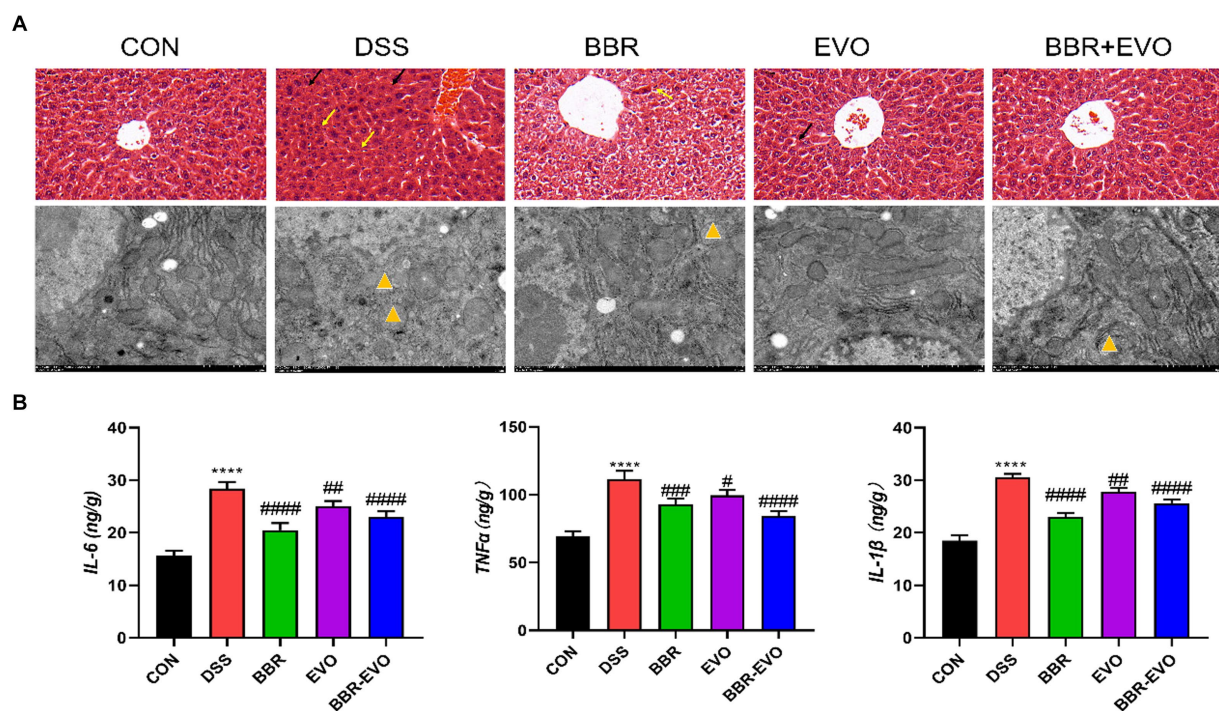 A
CON DSS BBR EVO BBR+EVO
B
IL-6 (ng/g)
40
30
20
10
0
****
####
##
####
CON DSS BBR EVO BBR-EVO
TNFα (ng/g)
150
100
50
0
****
###
#
####
CON DSS BBR EVO BBR-EVO
IL-1β (ng/g)
40
30
20
10
0
****
####
##
####
CON DSS BBR EVO BBR-EVO